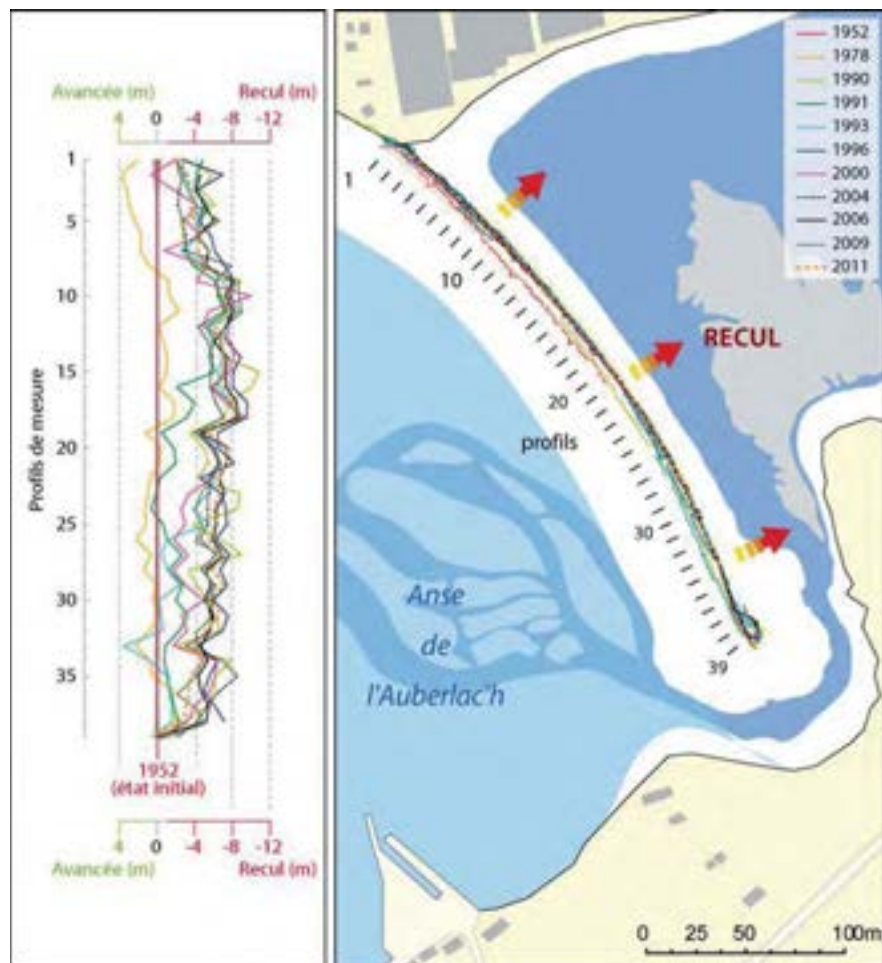 Avancée (m) Recul (m)
4 0 -4 -8 -12
1
5
10
15
20
25
30
35
Profils de mesure
1952
(état initial)
4 0 -4 -8 -12
Avancée (m) Recul (m)
1952
1978
1990
1991
1993
1996
2000
2004
2006
2009
2011
1
10
20
profils
30
39
RECUL
Anse
de
l'Auberlac'h
0 25 50 100m